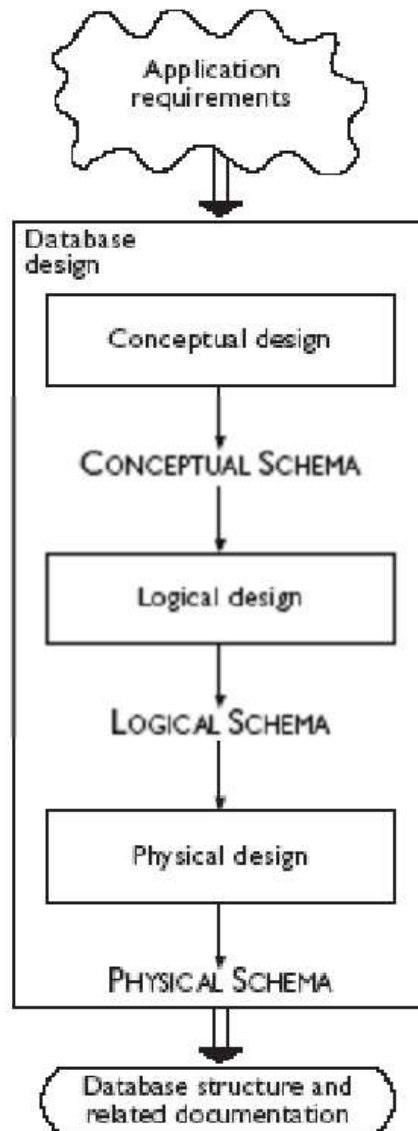 Application
requirements
Database
design
Conceptual design
CONCEPTUAL SCHEMA
Logical design
LOGICAL SCHEMA
Physical design
PHYSICAL SCHEMA
Database structure and
related documentation